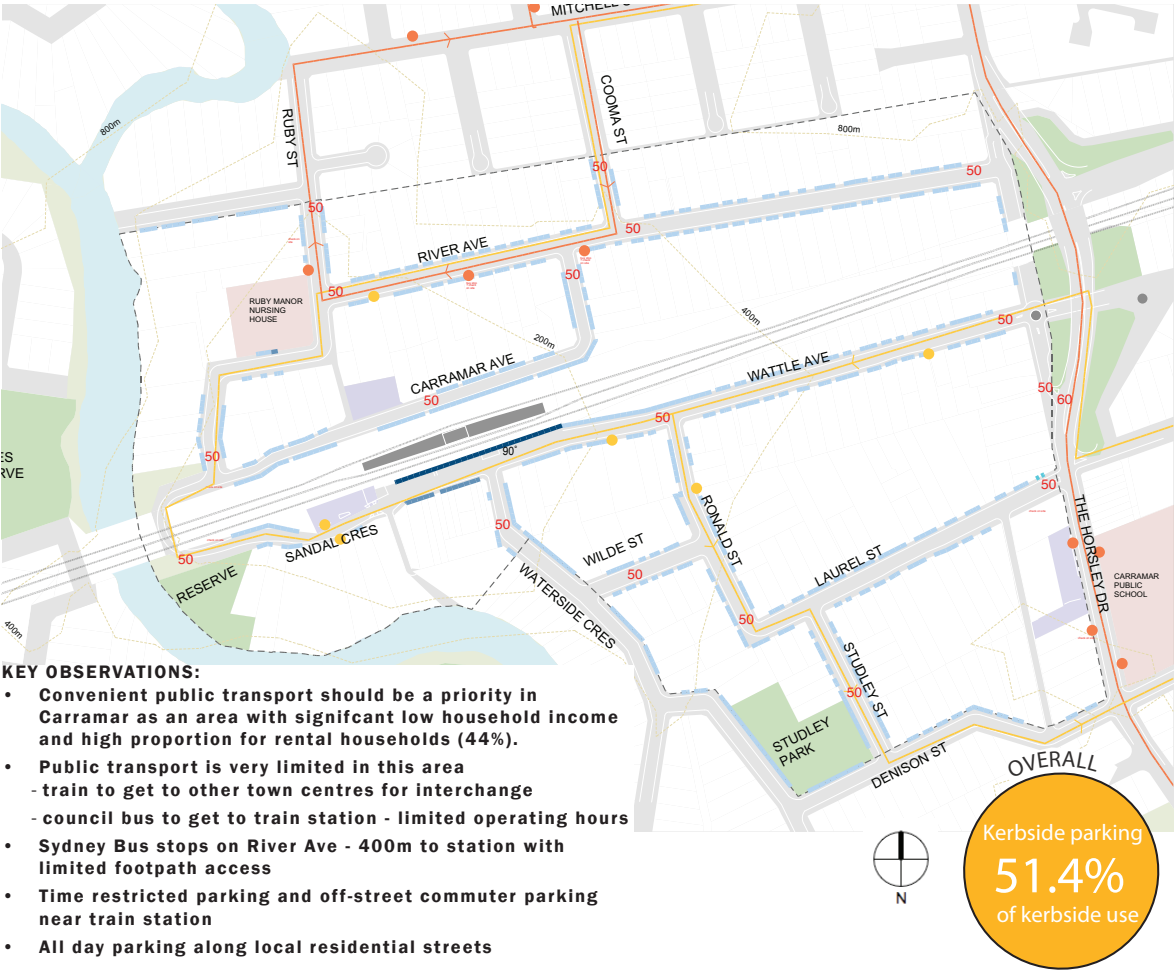 MITCHELL
800m
RUBY ST
COOMA ST
800m
50
50
50
50
50
RIVER AVE
50
50
RUBY MANOR
NURSING
HOUSE
400m
50
200m
CARRAMAR AVE
WATTLE AVE
50
50
60
50
90°
50
50
ES
RVE
50
SANDAL CRES
RONALD ST
50
WILDE ST
50
LAUREL ST
THE HORSLEY DR
CARRAMAR
PUBLIC
SCHOOL
RESERVE
WATERSIDE CRES
400m
50
STUDLEY ST
50
STUDLEY
PARK
DENISON ST
KEY OBSERVATIONS:
• Convenient public transport should be a priority in
Carramar as an area with signifcant low household income
and high proportion for rental households (44%).
• Public transport is very limited in this area
- train to get to other town centres for interchange
- council bus to get to train station - limited operating hours
• Sydney Bus stops on River Ave - 400m to station with
limited footpath access
• Time restricted parking and off-street commuter parking
near train station
• All day parking along local residential streets
N
OVERALL
Kerbside parking
51.4%
of kerbside use